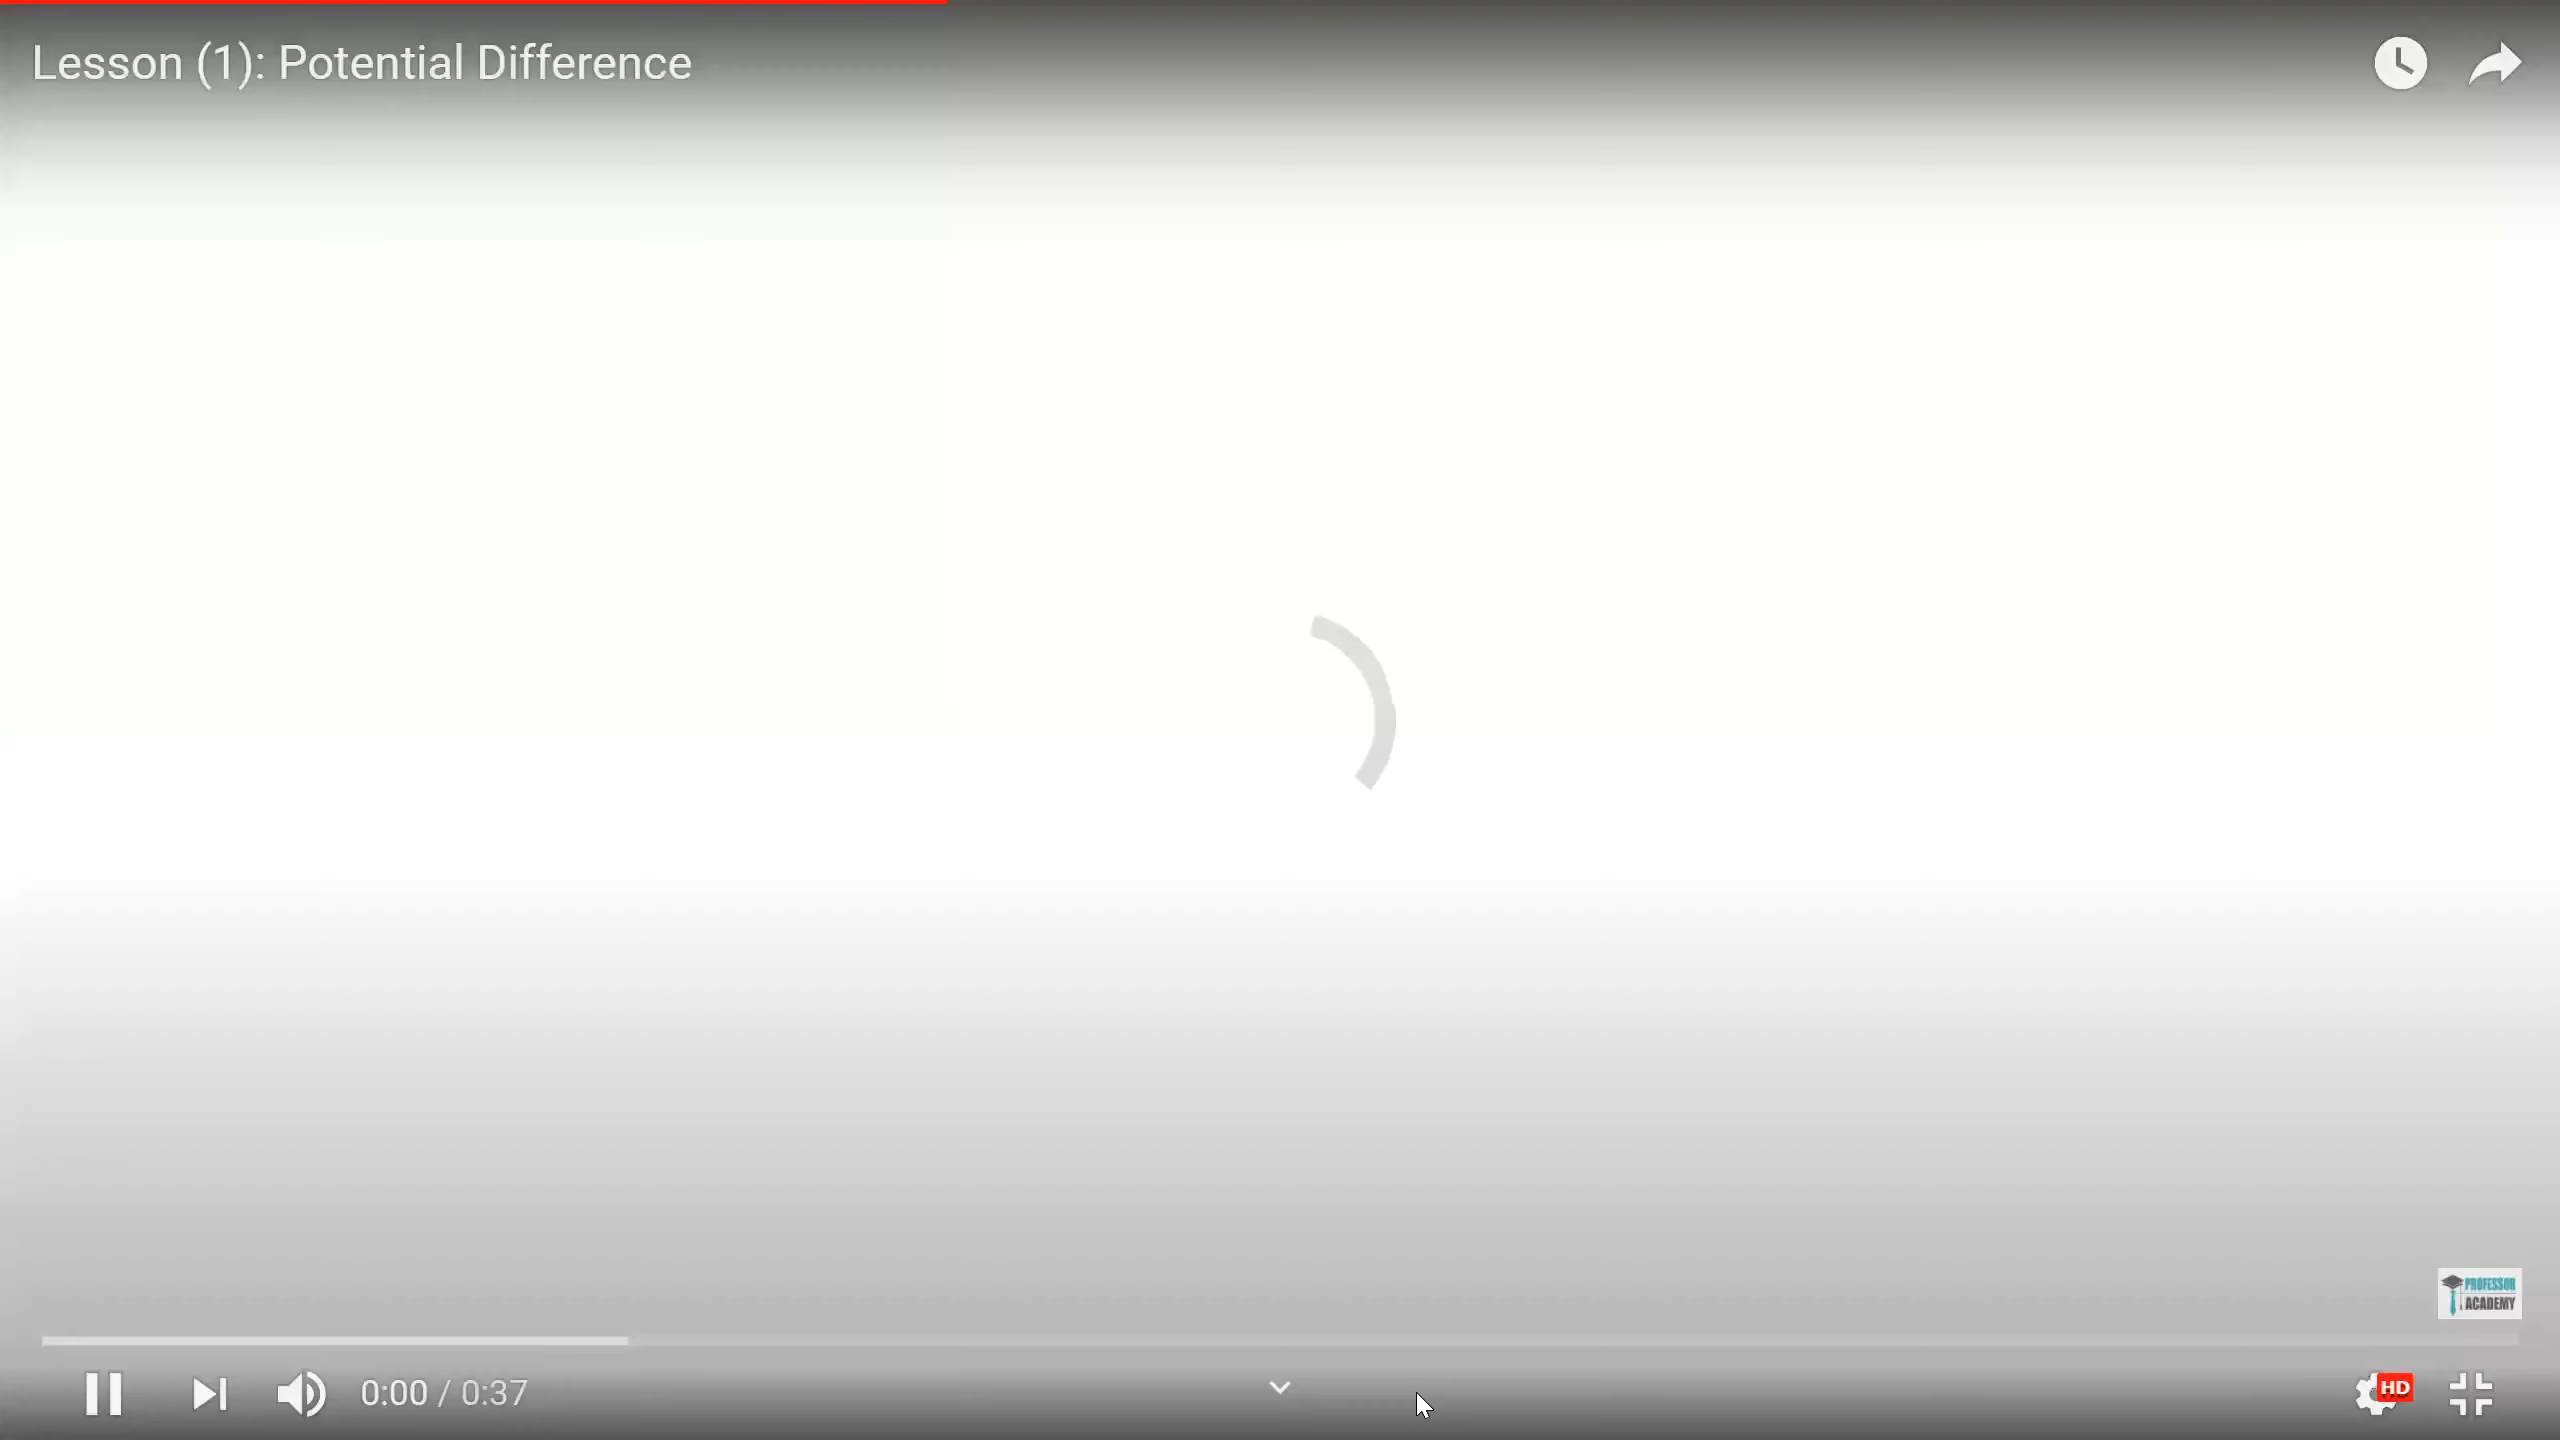 Lesson (1): Potential Difference
PROFESSOR
ACADEMY
0:00 / 0:37
HD